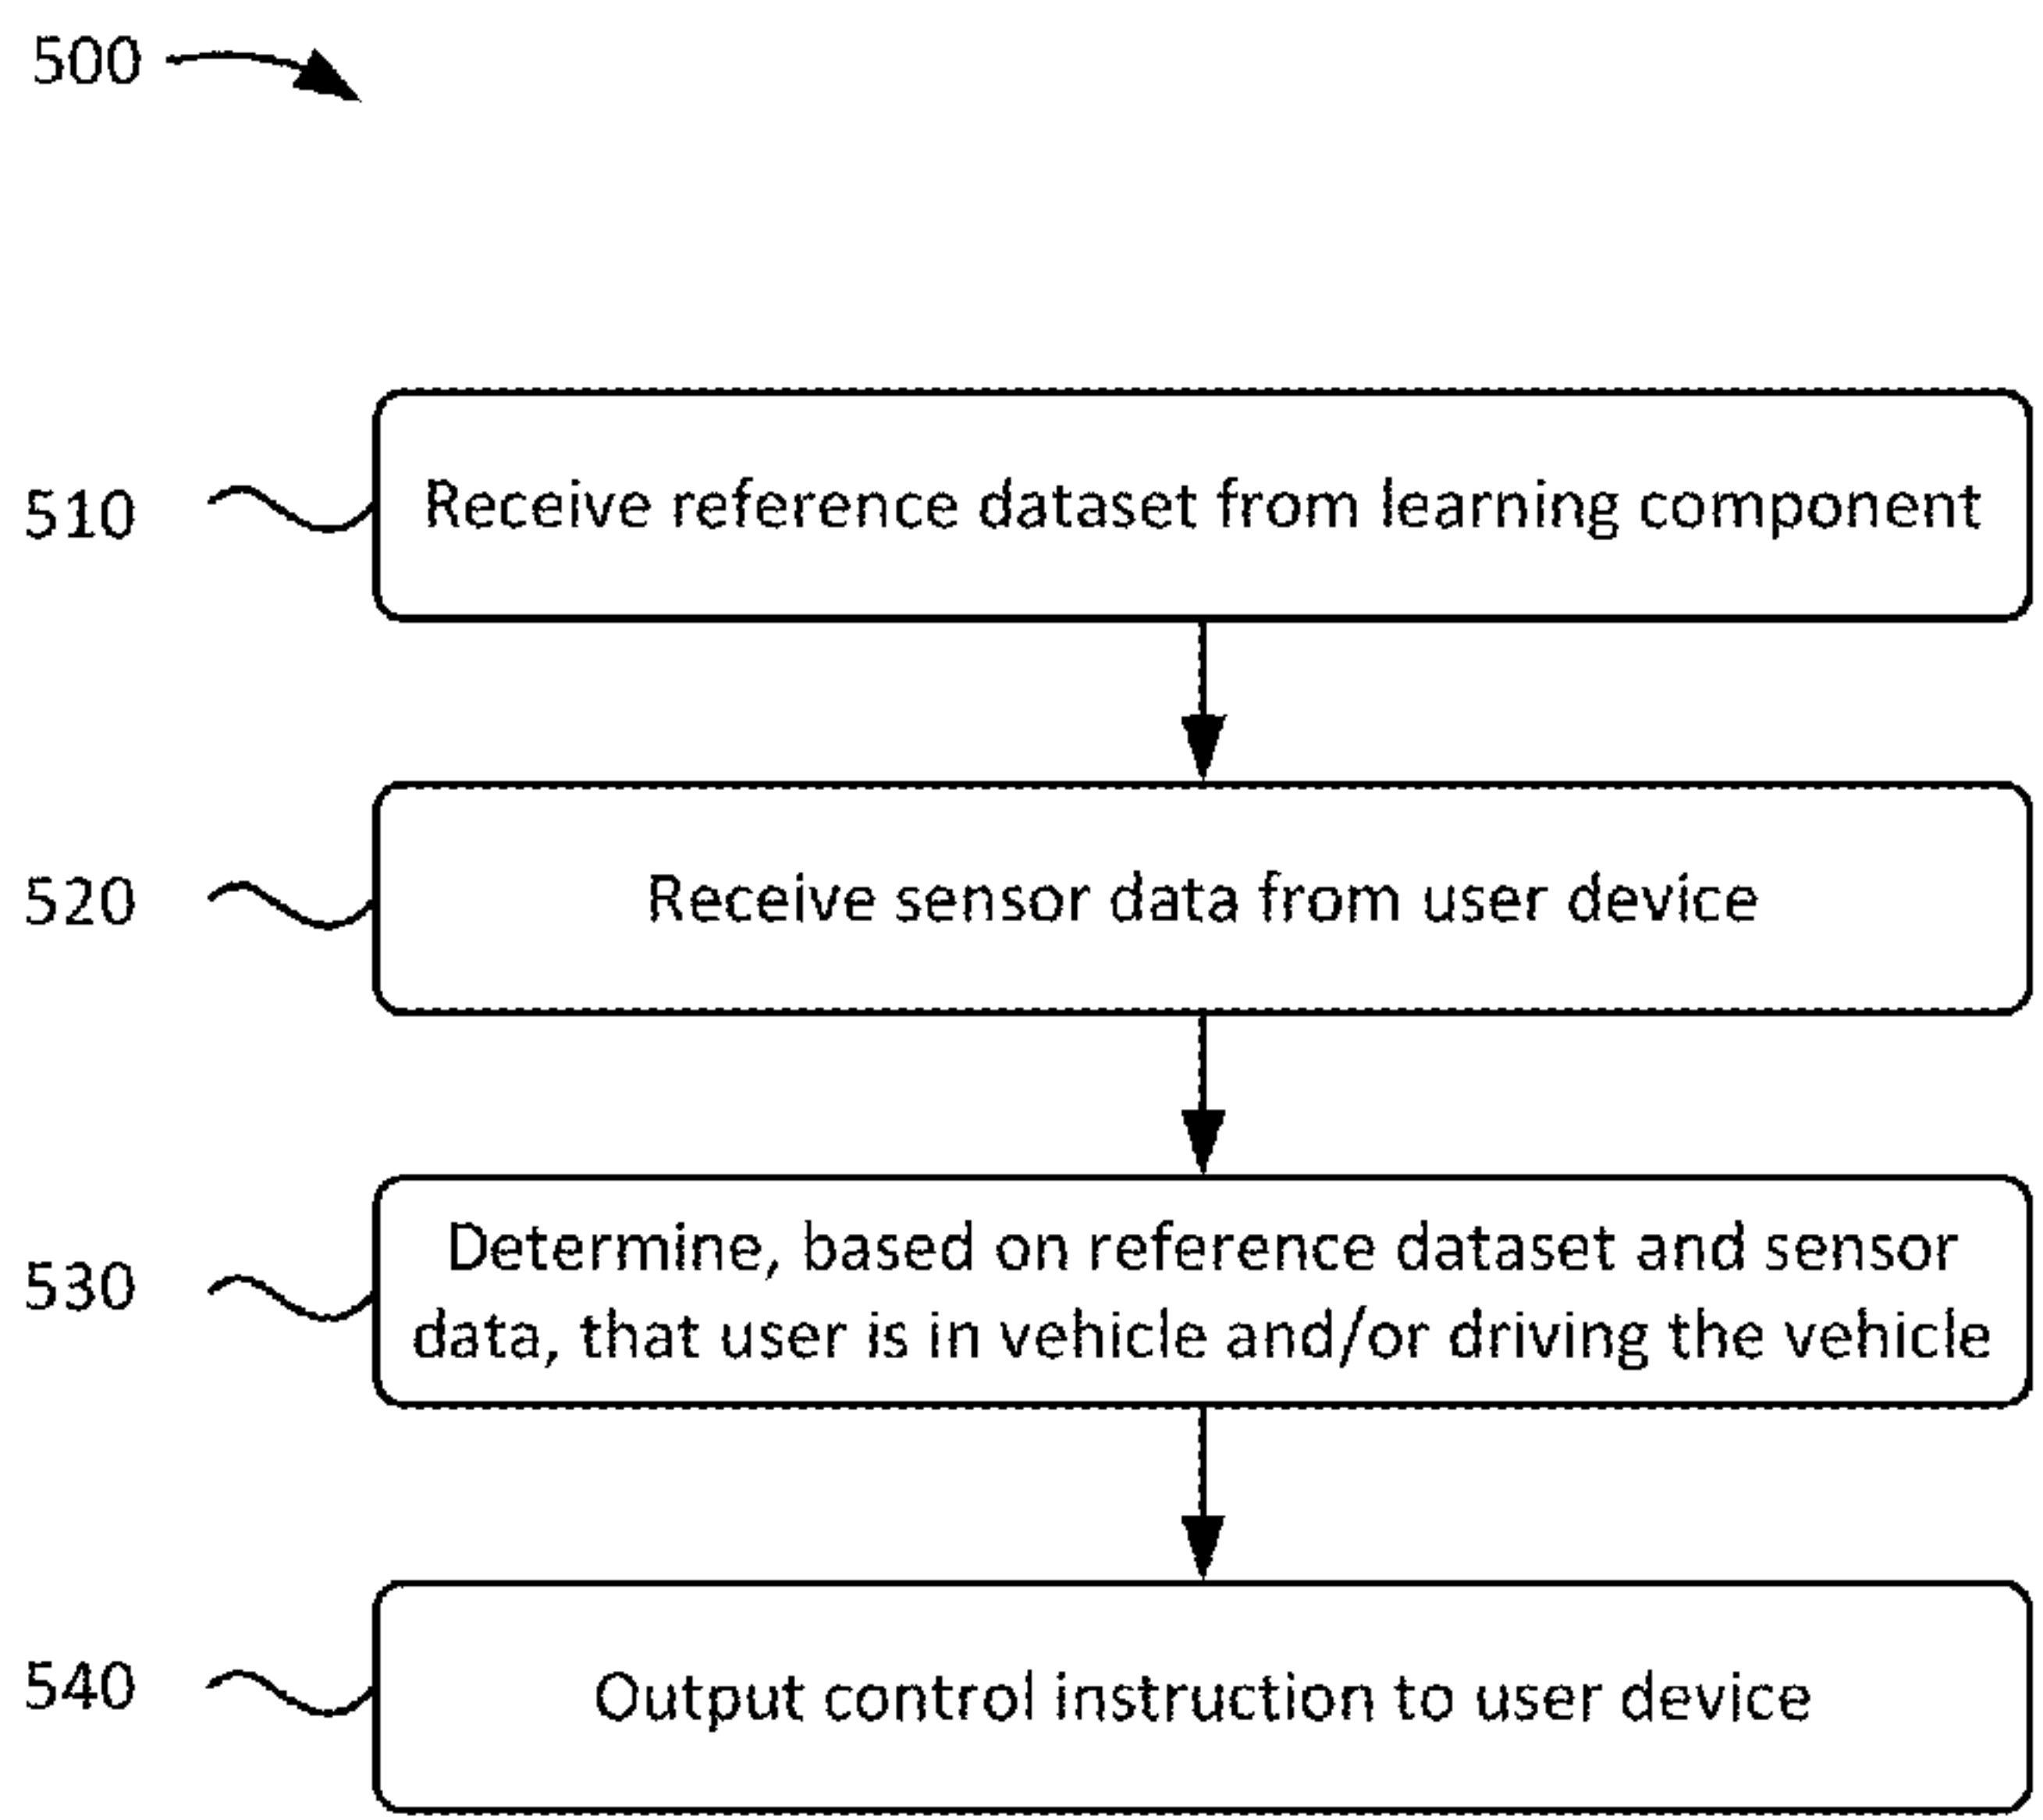 500
510
Receive reference dataset from learning component
520
Receive sensor data from user device
530
Determine, based on reference dataset and sensor
data, that user is in vehicle and/or driving the vehicle
540
Output control instruction to user device